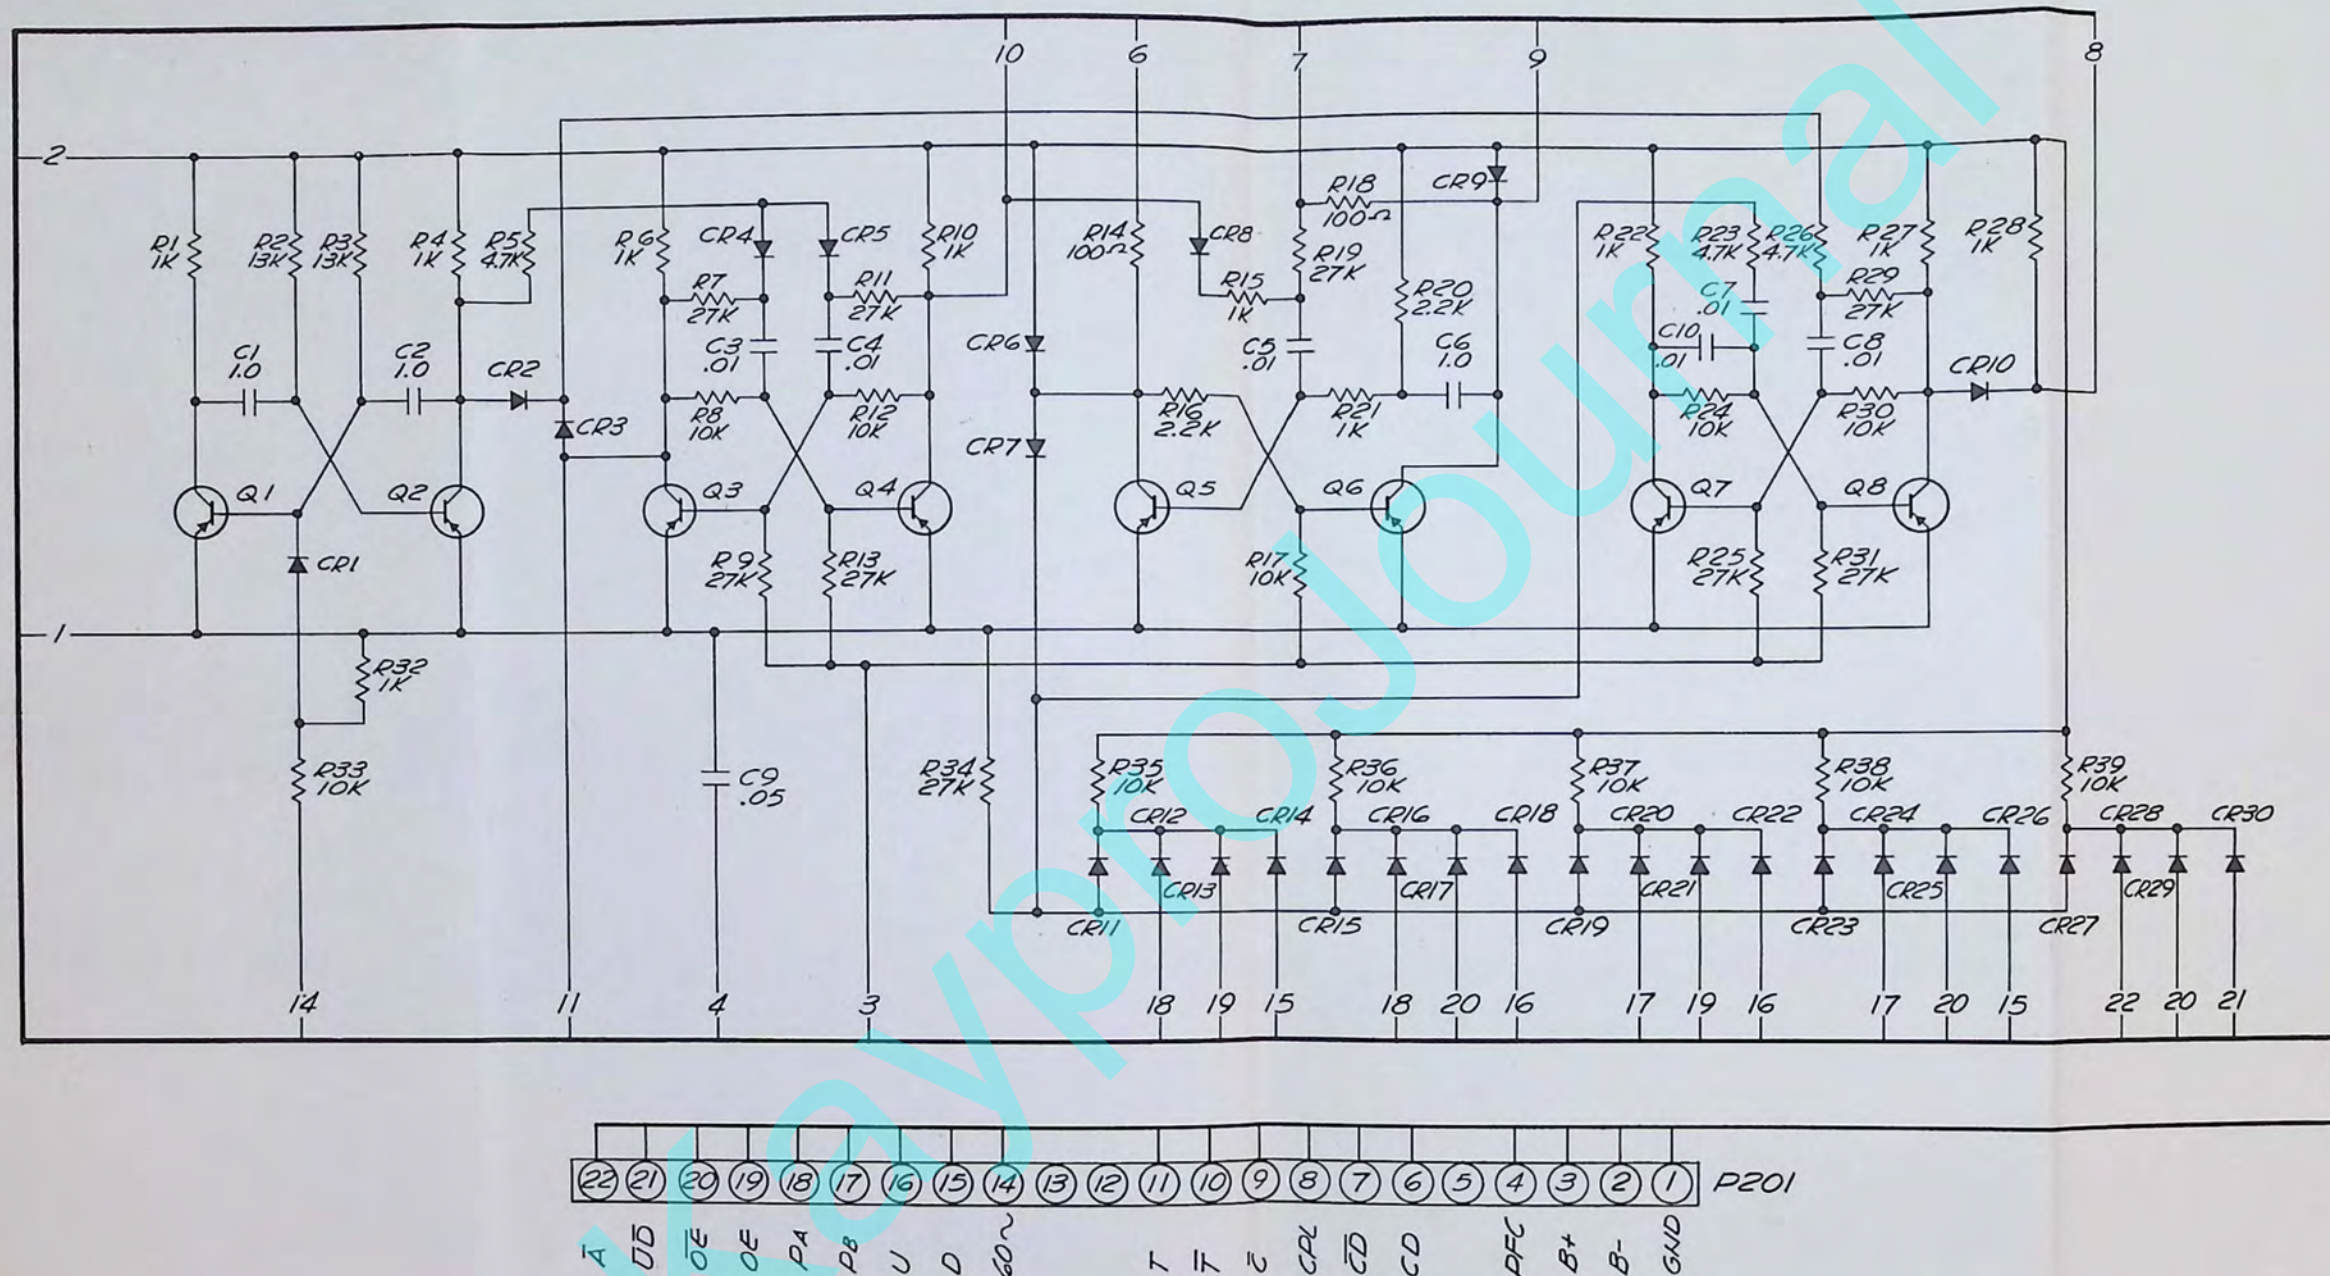 10 6 7 9 8
2
R1 1K
R2 13K
R3 13K
R4 1K
R5 4.7K
R6 1K
CR4
CR5
R10 1K
R14 100Ω
CR8
R18 100Ω
CR9
R19 27K
R22 1K
R23 4.7K
R26 4.7K
R27 1K
R28 1K
R7 27K
R11 27K
R15 1K
R20 2.2K
C7 .01
R29 27K
C1 1.0
C2 1.0
CR2
C3 .01
C4 .01
CR6
C5 .01
C6 1.0
C10 .01
C8 .01
CR10
CR3
R8 10K
R12 10K
CR7
R16 2.2K
R21 1K
R24 10K
R30 10K
Q1 Q2 Q3 Q4 Q5 Q6 Q7 Q8
CR1
R9 27K
R13 27K
R17 10K
R25 27K
R31 27K
1
R32 1K
R33 10K
C9 .05
R34 27K
R35 10K
R36 10K
R37 10K
R38 10K
R39 10K
CR12 CR14 CR16 CR18 CR20 CR22 CR24 CR26 CR28 CR30
CR13 CR17 CR21 CR25 CR29
CR11 CR15 CR19 CR23 CR27
14 11 4 3 18 19 15 18 20 16 17 19 16 17 20 15 22 20 21
22 21 20 19 18 17 16 15 14 13 12 11 10 9 8 7 6 5 4 3 2 1 P201
A̅ U̅D̅ O̅E̅ OE PA PB U D 60~ T T̅ C̅ CPL C̅D̅ CD PFC B+ B- GND
KayproJournal